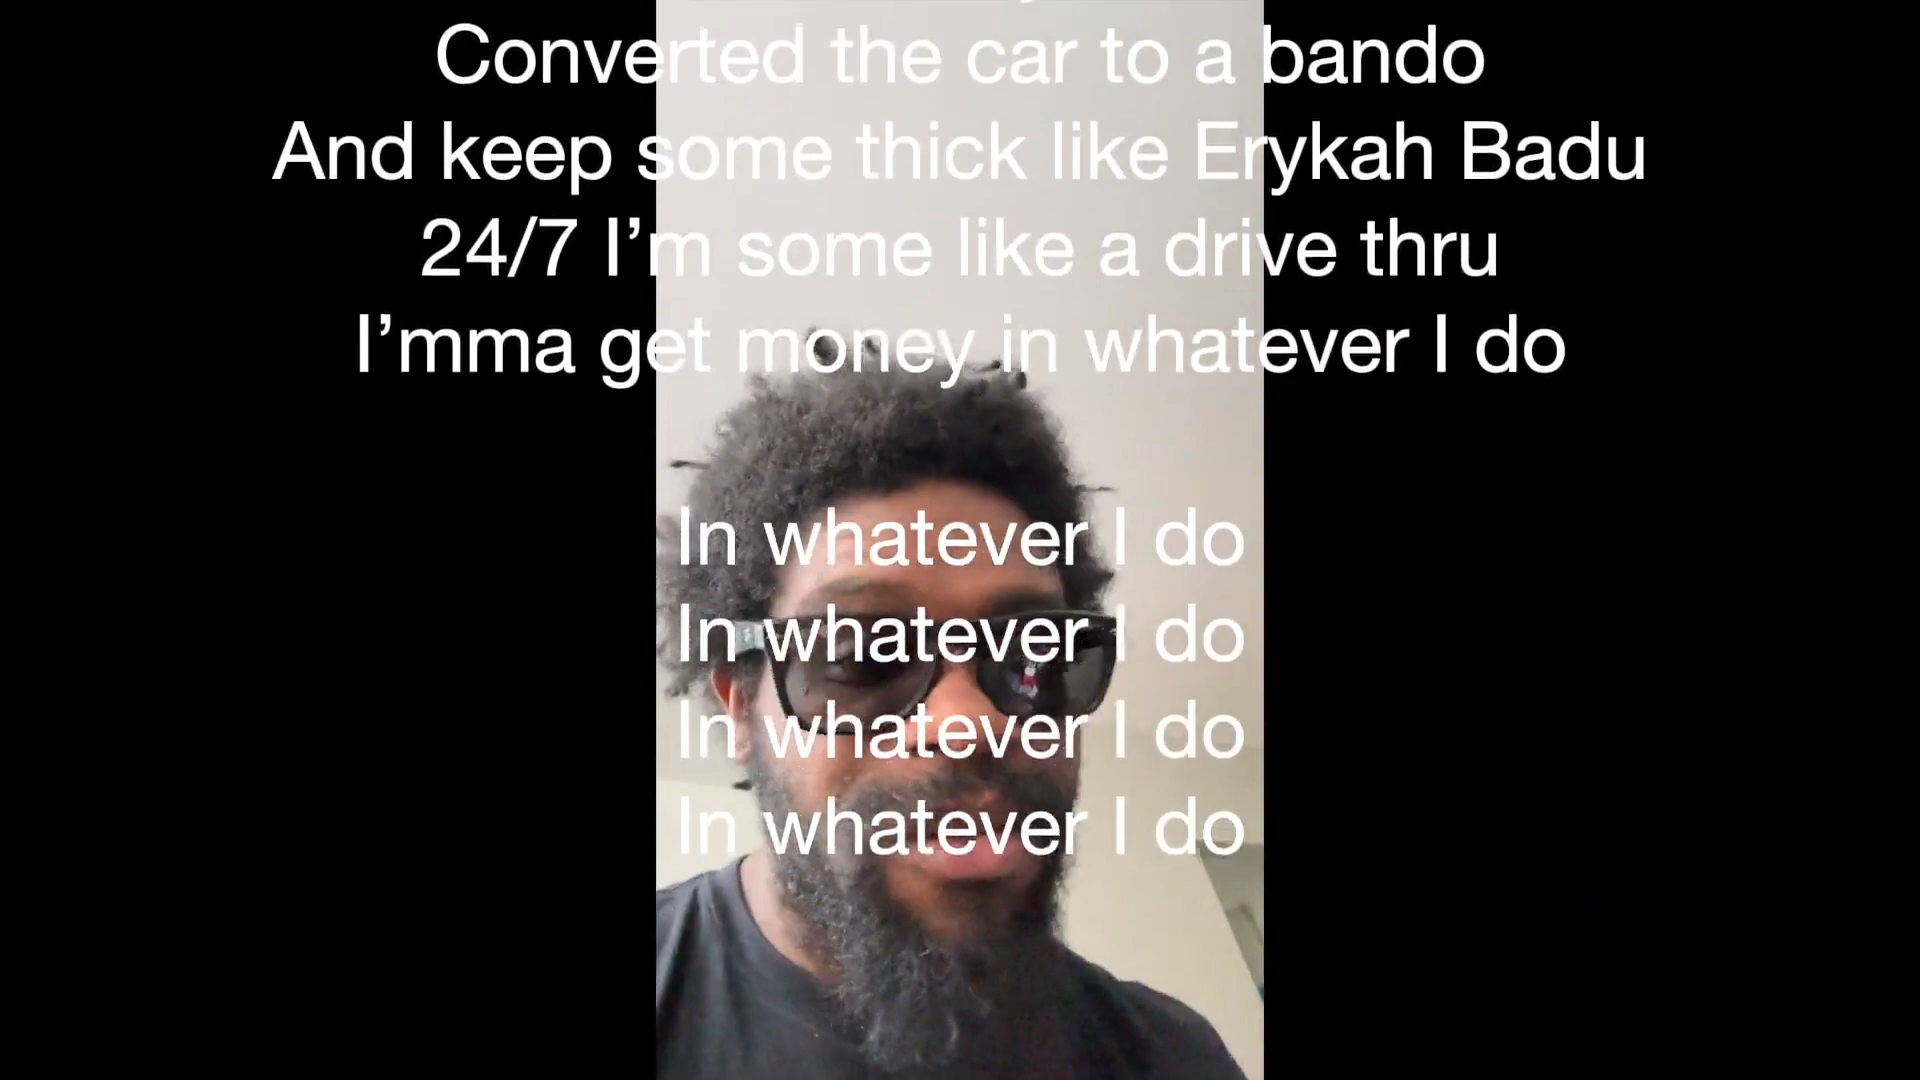 Converted the car to a bando
And keep some thick like Erykah Badu
24/7 I’m some like a drive thru
I’mma get money in whatever I do
In whatever I do
In whatever I do
In whatever I do
In whatever I do